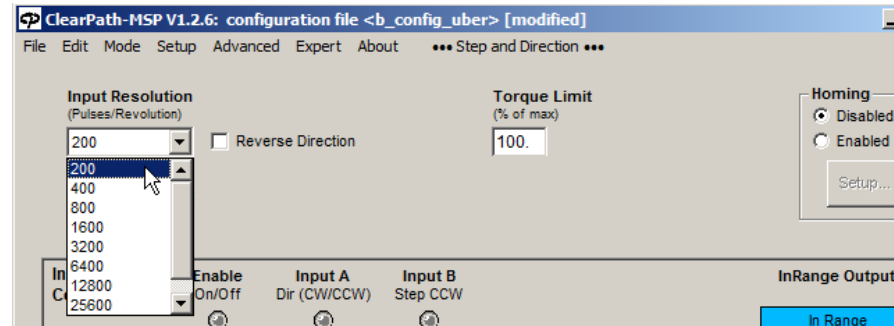 ClearPath-MSP V1.2.6: configuration file <b_config_uber> [modified]
File Edit Mode Setup Advanced Expert About ••• Step and Direction •••
Input Resolution
(Pulses/Revolution)
200
Reverse Direction
Torque Limit
(% of max)
100.
Homing
Disabled
Enabled
Setup...
200
400
800
1600
3200
6400
12800
25600
In
C
Enable
On/Off
Input A
Dir (CW/CCW)
Input B
Step CCW
InRange Output
In Range